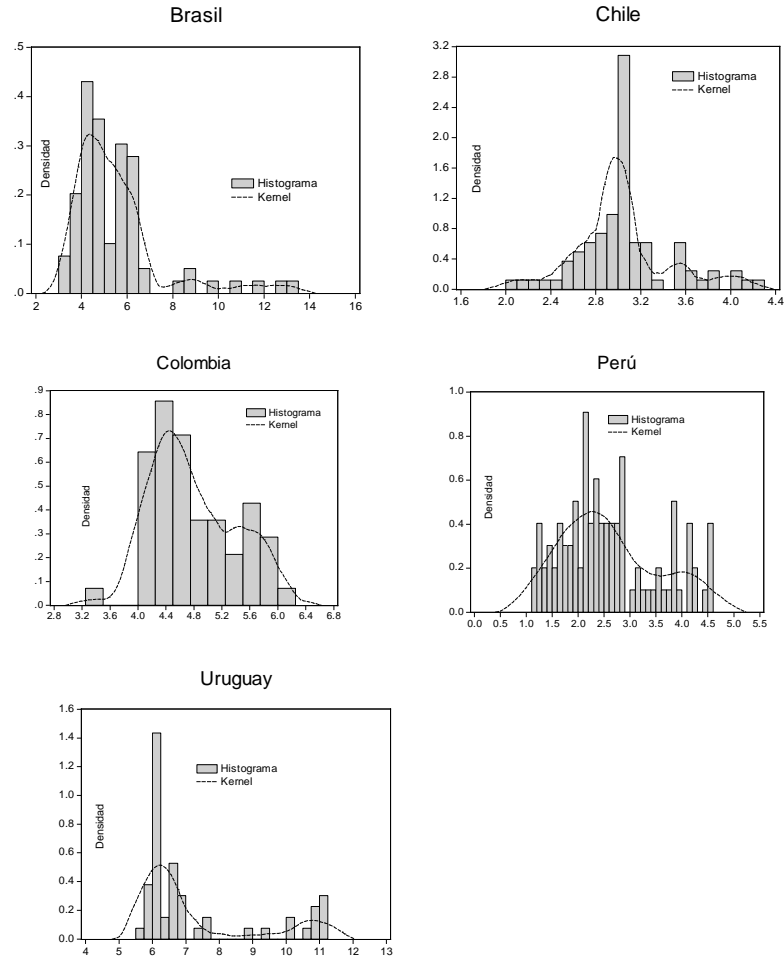 Brasil
.5
.4
.3
.2
.1
.0
Densidad
Histograma
Kernel
2 4 6 8 10 12 14 16
Chile
3.2
2.8
2.4
2.0
1.6
1.2
0.8
0.4
0.0
Densidad
Histograma
Kernel
1.6 2.0 2.4 2.8 3.2 3.6 4.0 4.4
Colombia
.9
.8
.7
.6
.5
.4
.3
.2
.1
.0
Densidad
Histograma
Kernel
2.8 3.2 3.6 4.0 4.4 4.8 5.2 5.6 6.0 6.4 6.8
Perú
1.0
0.8
0.6
0.4
0.2
0.0
Densidad
Histograma
Kernel
0.0 0.5 1.0 1.5 2.0 2.5 3.0 3.5 4.0 4.5 5.0 5.5
Uruguay
1.6
1.4
1.2
1.0
0.8
0.6
0.4
0.2
0.0
Densidad
Histograma
Kernel
4 5 6 7 8 9 10 11 12 13